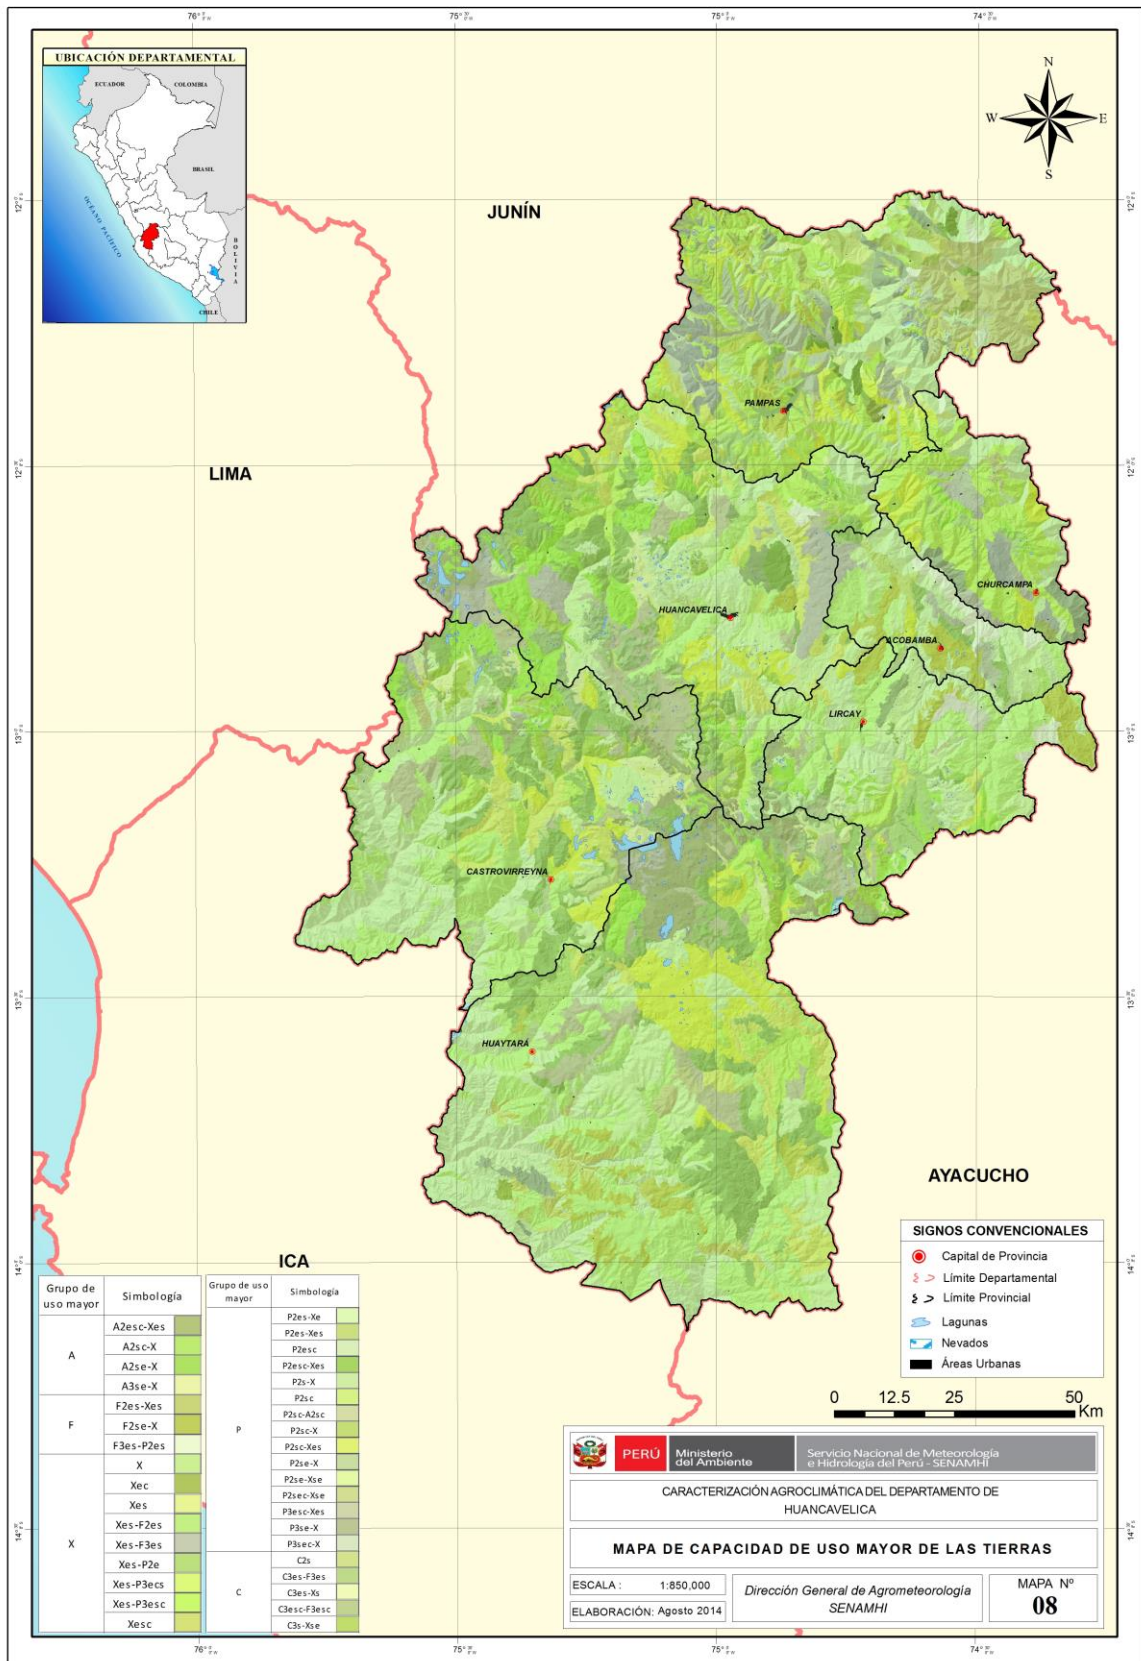 UBICACIÓN DEPARTAMENTAL
ECUADOR
COLOMBIA
BRASIL
OCÉANO PACÍFICO
BOLIVIA
CHILE
N
W
E
S
JUNÍN
LIMA
PAMPAS
CHURCAMPA
HUANCAVELICA
ACOBAMBA
LIRCAY
CASTROVIRREYNA
HUAYTARÁ
AYACUCHO
ICA
Grupo de uso mayor
Simbología
A
A2esc-Xes
A2sc-X
A2se-X
A3se-X
F
F2es-Xes
F2se-X
F3es-P2es
X
X
Xec
Xes
Xes-F2es
Xes-F3es
Xes-P2e
Xes-P3ecs
Xes-P3esc
Xesc
Grupo de uso mayor
Simbología
P
P2es-Xe
P2es-Xes
P2esc
P2esc-Xes
P2s-X
P2sc
P2sc-A2sc
P2sc-X
P2sc-Xes
P2se-X
P2se-Xse
P2sec-Xse
P3esc-Xes
P3se-X
P3sec-X
C
C2s
C3es-F3es
C3es-Xs
C3esc-F3esc
C3s-Xse
SIGNOS CONVENCIONALES
Capital de Provincia
Límite Departamental
Límite Provincial
Lagunas
Nevados
Áreas Urbanas
0 12.5 25 50
Km
PERÚ
Ministerio
del Ambiente
Servicio Nacional de Meteorología
e Hidrología del Perú - SENAMHI
CARACTERIZACIÓN AGROCLIMÁTICA DEL DEPARTAMENTO DE
HUANCAVELICA
MAPA DE CAPACIDAD DE USO MAYOR DE LAS TIERRAS
ESCALA : 1:850,000
ELABORACIÓN: Agosto 2014
Dirección General de Agrometeorología
SENAMHI
MAPA Nº
08